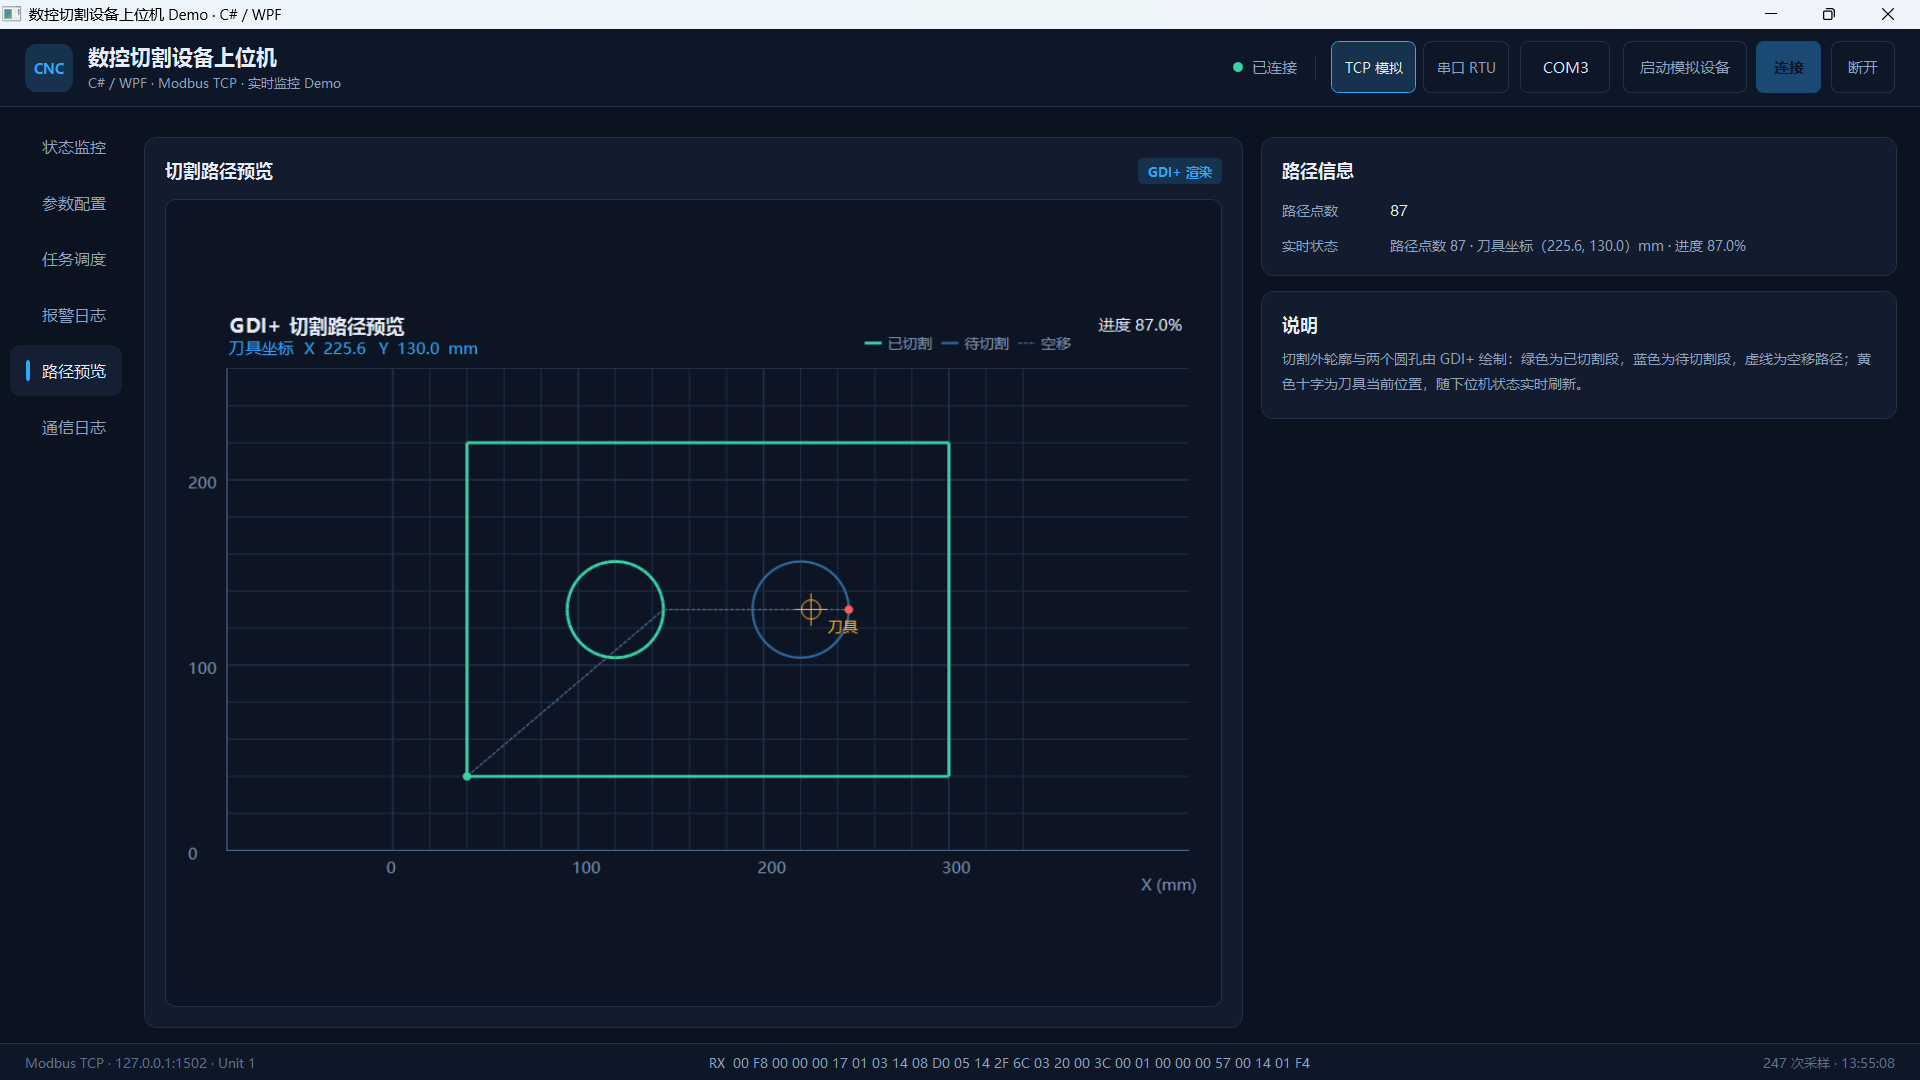 数控切割设备上位机 Demo · C# / WPF
CNC
数控切割设备上位机
C# / WPF · Modbus TCP · 实时监控 Demo
已连接
TCP 模拟
串口 RTU
COM3
启动模拟设备
连接
断开
状态监控
参数配置
任务调度
报警日志
路径预览
通信日志
切割路径预览
GDI+ 渲染
GDI+ 切割路径预览
刀具坐标 X 225.6 Y 130.0 mm
已切割
待切割
空移
进度 87.0%
200
100
0
刀具
0
100
200
300
X (mm)
路径信息
路径点数 87
实时状态 路径点数 87 · 刀具坐标（225.6, 130.0）mm · 进度 87.0%
说明
切割外轮廓与两个圆孔由 GDI+ 绘制：绿色为已切割段，蓝色为待切割段，虚线为空移路径；黄
色十字为刀具当前位置，随下位机状态实时刷新。
Modbus TCP · 127.0.0.1:1502 · Unit 1
RX 00 F8 00 00 00 17 01 03 14 08 D0 05 14 2F 6C 03 20 00 3C 00 01 00 00 00 57 00 14 01 F4
247 次采样 · 13:55:08